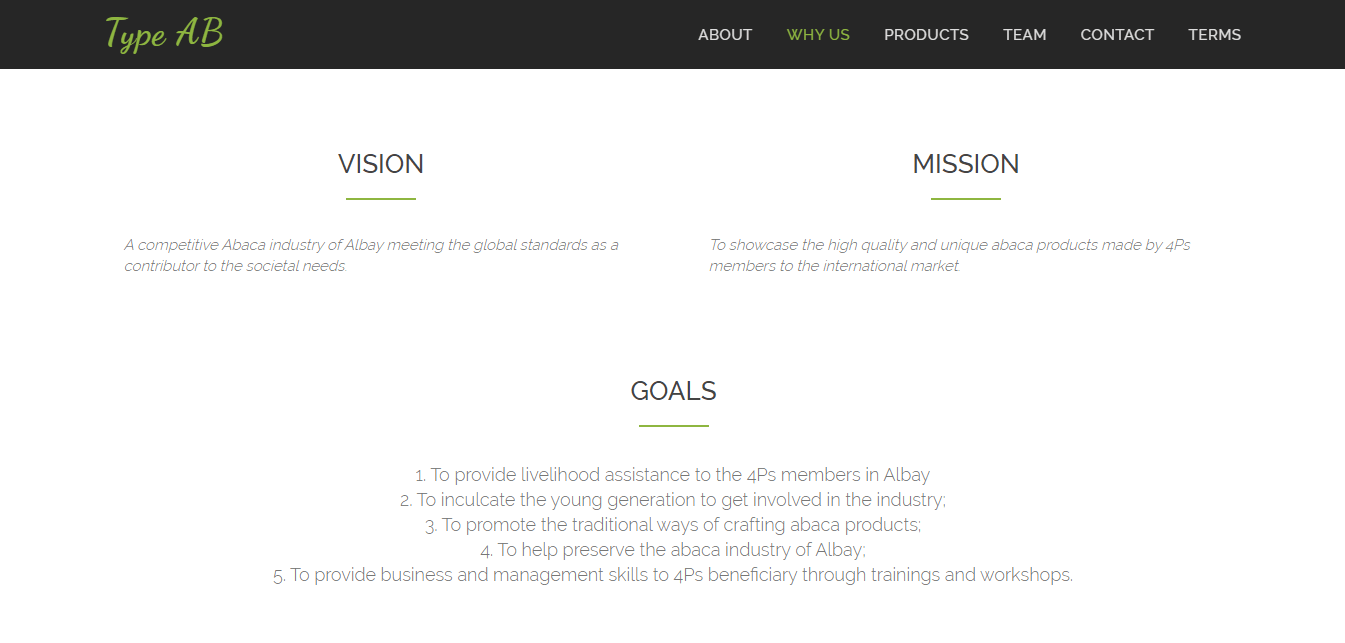 Type AB
ABOUT WHY US PRODUCTS TEAM CONTACT TERMS
VISION
A competitive Abaca industry of Albay meeting the global standards as a
contributor to the societal needs.
MISSION
To showcase the high quality and unique abaca products made by 4Ps
members to the international market.
GOALS
1. To provide livelihood assistance to the 4Ps members in Albay
2. To inculcate the young generation to get involved in the industry;
3. To promote the traditional ways of crafting abaca products;
4. To help preserve the abaca industry of Albay;
5. To provide business and management skills to 4Ps beneficiary through trainings and workshops.